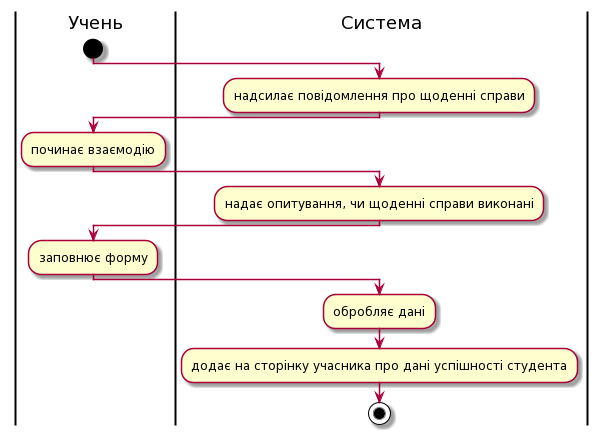 Учень
Система
надсилає повідомлення про щоденні справи
починає взаємодію
надає опитування, чи щоденні справи виконані
заповнює форму
обробляє дані
додає на сторінку учасника про дані успішності студента